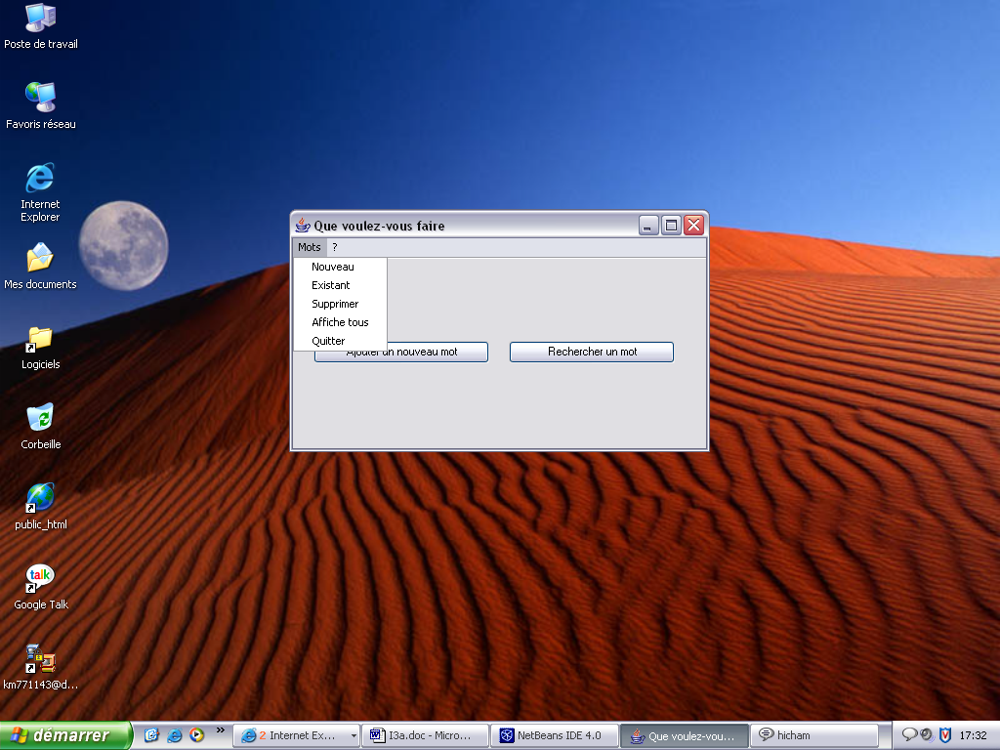 Poste de travail
Favoris réseau
Internet
Explorer
Mes documents
Logiciels
Corbeille
public_html
talk
Google Talk
km771143@d...
Que voulez-vous faire
Mots ?
Nouveau
Existant
Supprimer
Affiche tous
Quitter
Ajouter un nouveau mot
Rechercher un mot
démarrer
»
2 Internet Ex...
I3a.doc - Micro...
NetBeans IDE 4.0
Que voulez-vou...
hicham
17:32